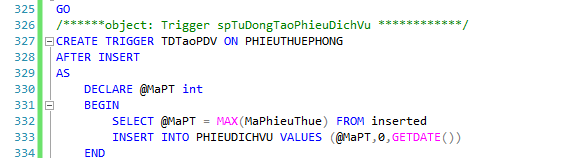 325 GO
326 /******object: Trigger spTuDongTaoPhieuDichVu ************/
327 CREATE TRIGGER TDTaoPDV ON PHIEUTHUEPHONG
328 AFTER INSERT
329 AS
330 DECLARE @MaPT int
331 BEGIN
332 SELECT @MaPT = MAX(MaPhieuThue) FROM inserted
333 INSERT INTO PHIEUDICHVU VALUES (@MaPT,0,GETDATE())
334 END